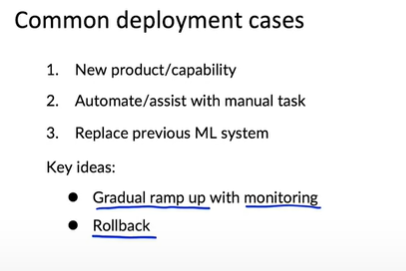 Common deployment cases
1. New product/capability
2. Automate/assist with manual task
3. Replace previous ML system
Key ideas:
● Gradual ramp up with monitoring
● Rollback